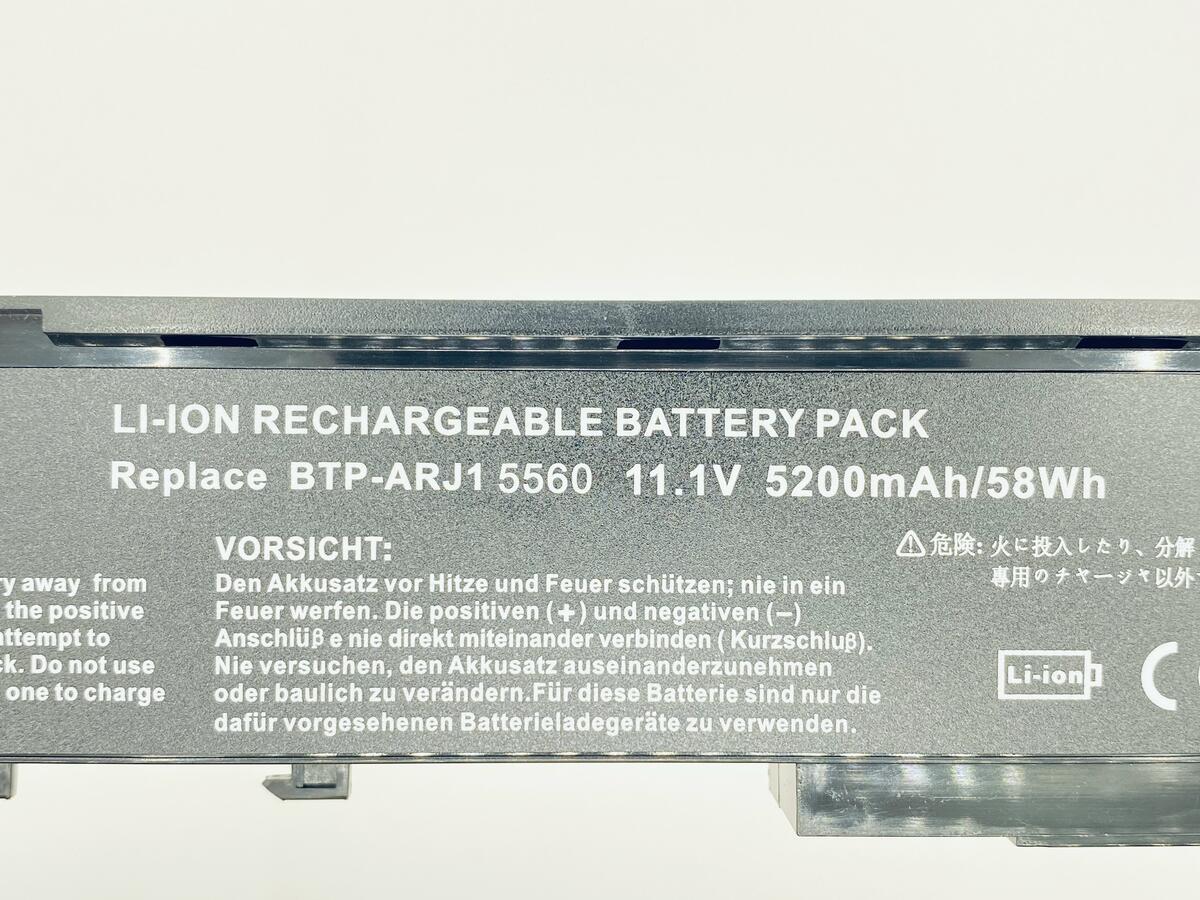 LI-ION RECHARGEABLE BATTERY PACK
Replace BTP-ARJ1 5560 11.1V 5200mAh/58Wh
away from
the positive
to
Do not use
one to charge
VORSICHT:
Den Akkusatz vor Hitze und Feuer schützen; nie in ein
Feuer werfen. Die positiven (+) und negativen (−)
Anschlüß e nie direkt miteinander verbinden ( Kurzschluß).
Nie versuchen, den Akkusatz auseinanderzunehmen
oder baulich zu verändern.Für diese Batterie sind nur die
dafür vorgesehenen Batterieladegeräte zu verwenden.
⚠危険: 火に投入したり、分解
専用のチャージャ以外
Li-ion
C